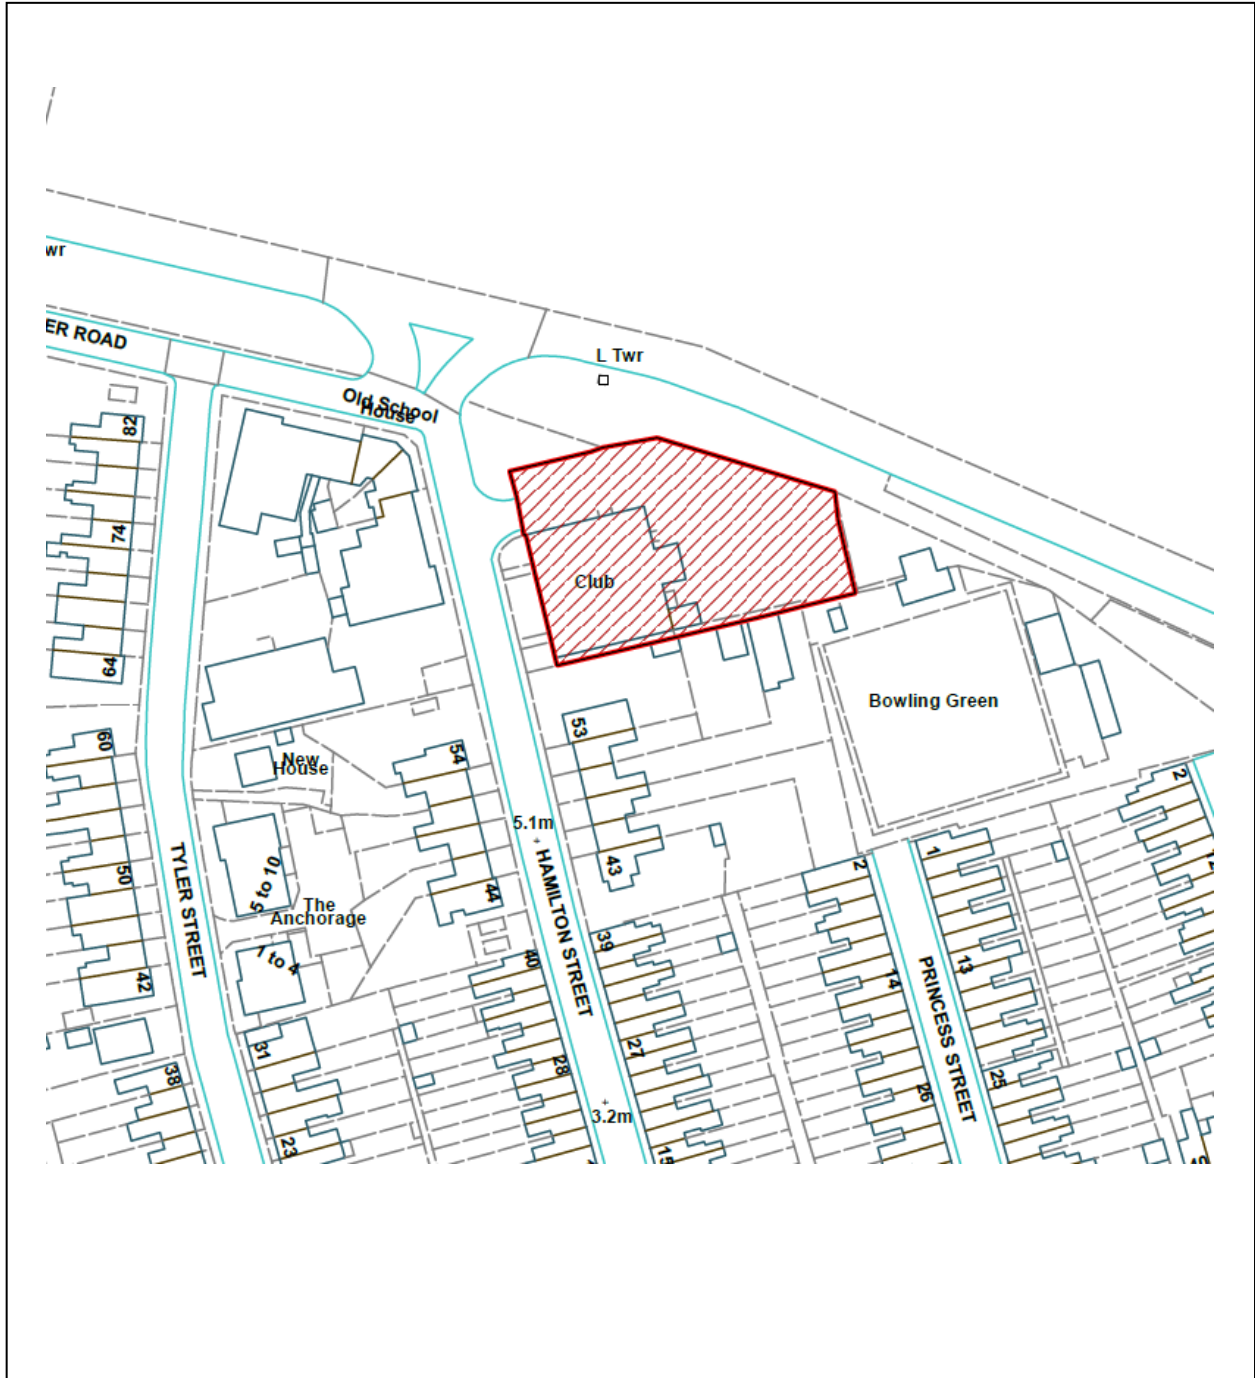 wr
ER ROAD
L Twr
Old School
House
82
74
64
Club
Bowling Green
53
60
New
House
54
2
5.1m
TYLER STREET
50
5 to 10
The
Anchorage
44
43
HAMILTON STREET
2
1
42
1 to 4
40
39
14
13
PRINCESS STREET
31
38
28
27
26
25
3.2m
23
15